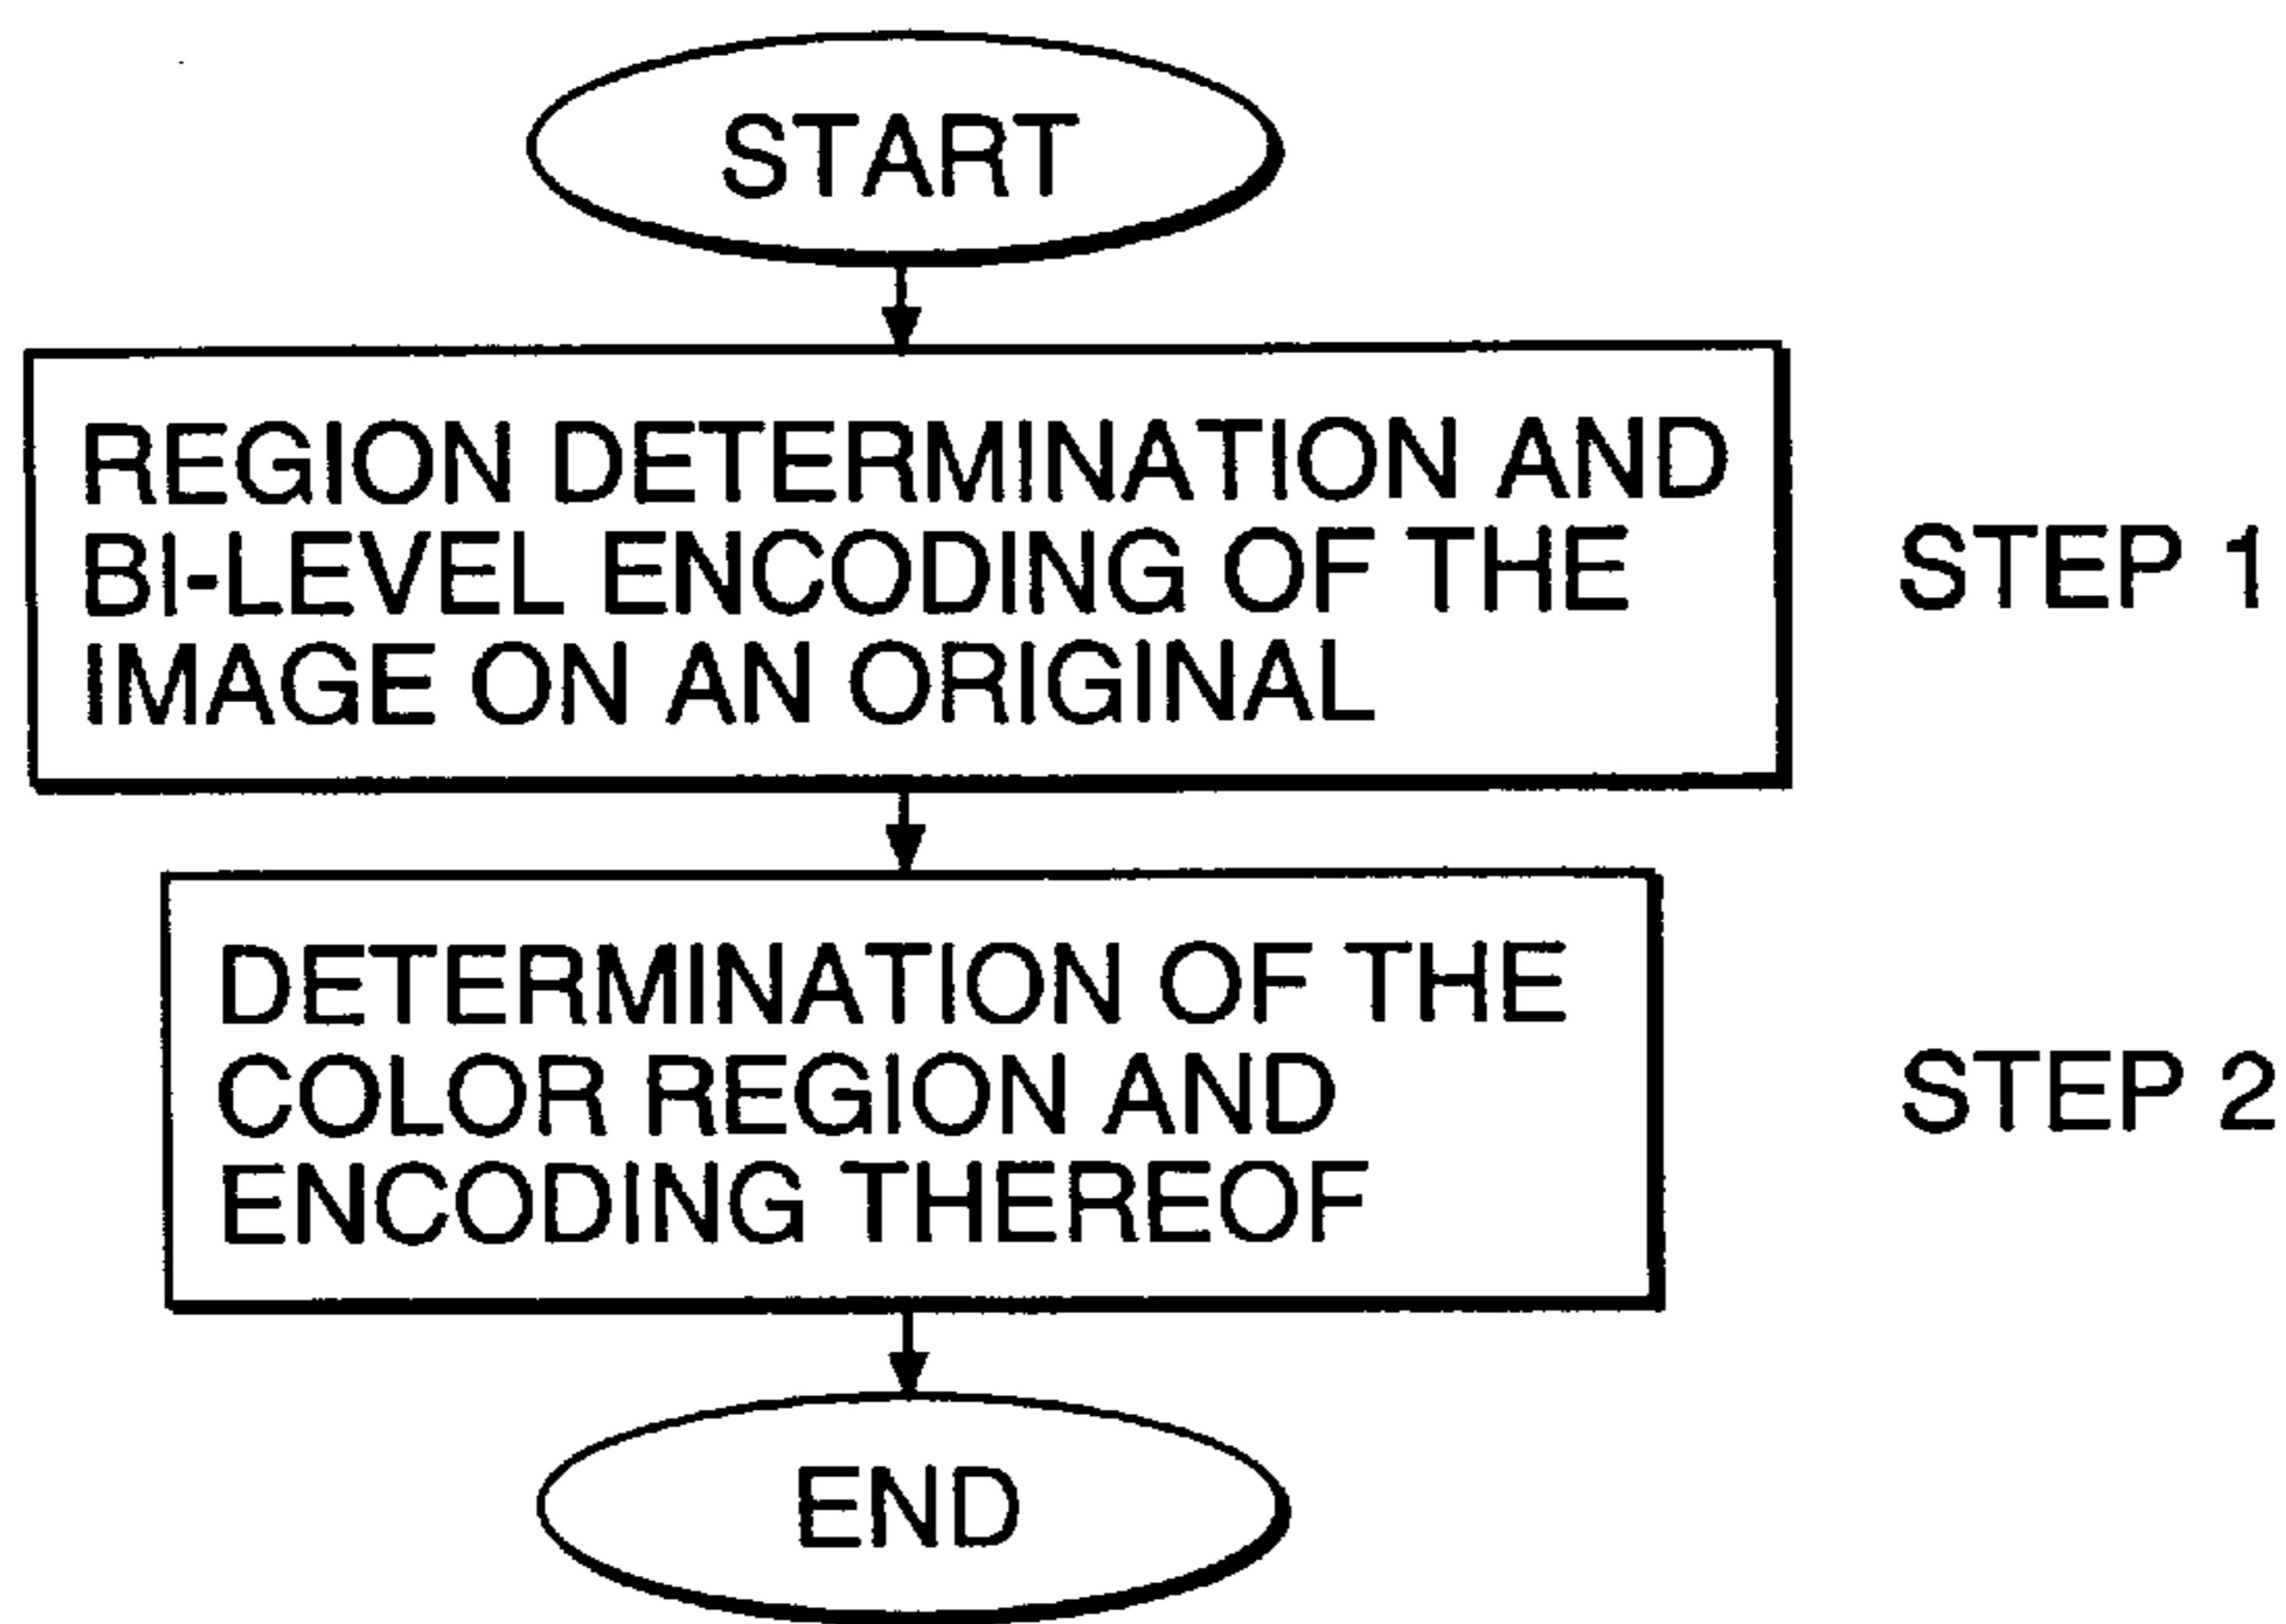 START
REGION DETERMINATION AND
BI-LEVEL ENCODING OF THE
IMAGE ON AN ORIGINAL
STEP 1
DETERMINATION OF THE
COLOR REGION AND
ENCODING THEREOF
STEP 2
END